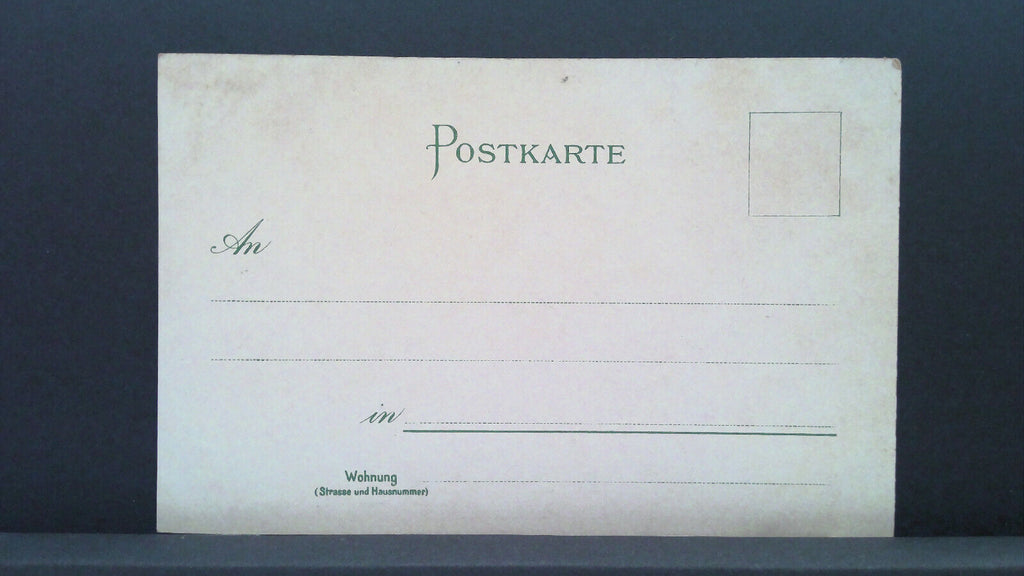 Postkarte
An
in
Wohnung
(Strasse und Hausnummer)